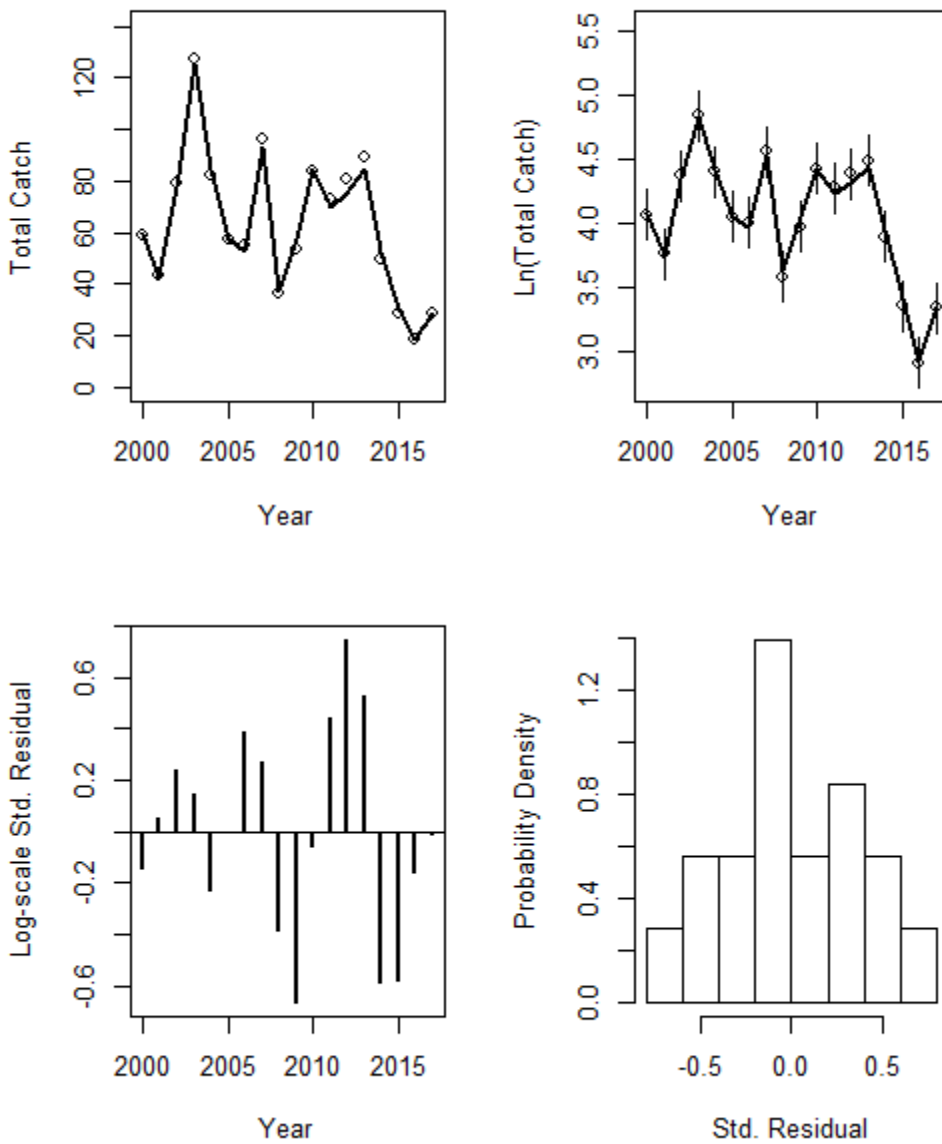 Total Catch
0 20 40 60 80 120
2000 2005 2010 2015
Year
Ln(Total Catch)
3.0 3.5 4.0 4.5 5.0 5.5
2000 2005 2010 2015
Year
Log-scale Std. Residual
-0.6 -0.2 0.2 0.6
2000 2005 2010 2015
Year
Probability Density
0.0 0.4 0.8 1.2
-0.5 0.0 0.5
Std. Residual